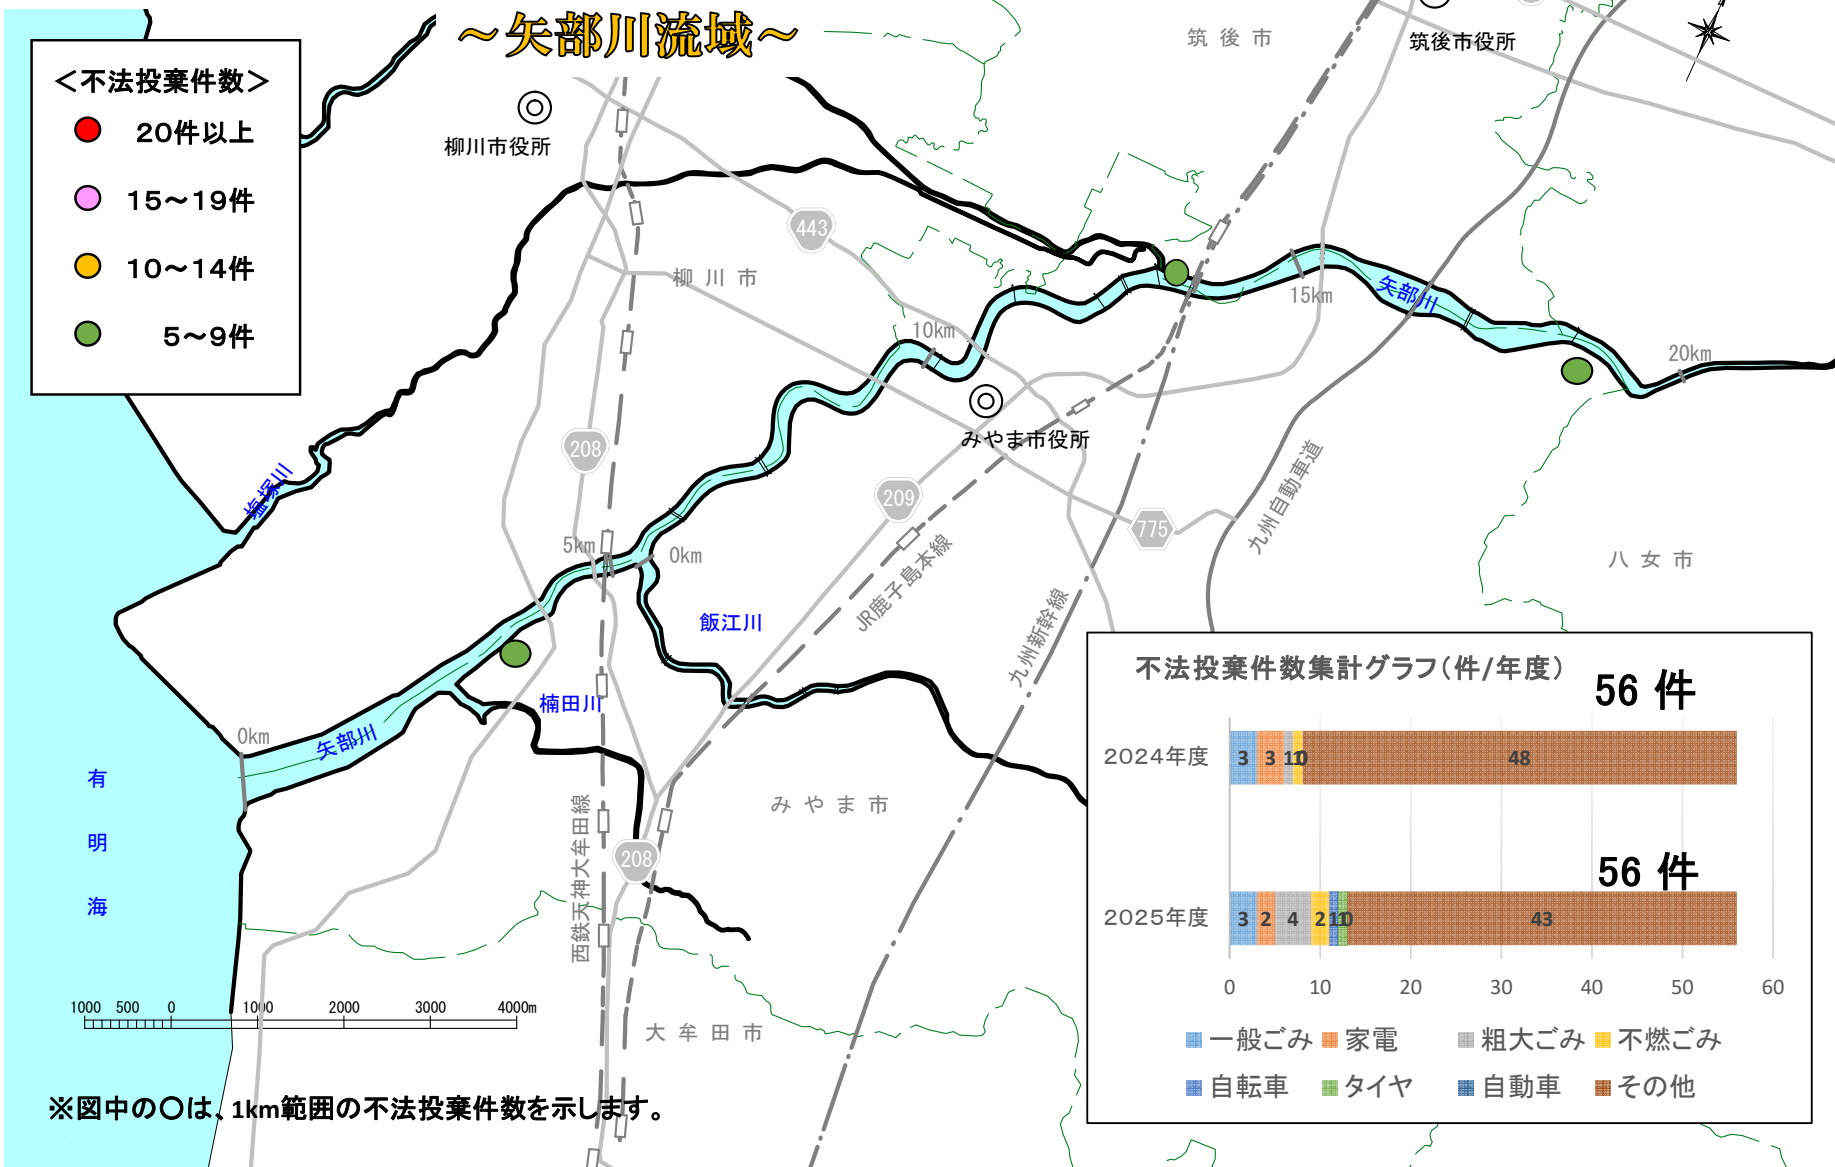 ～矢部川流域～
＜不法投棄件数＞
20件以上
15～19件
10～14件
5～9件
筑後市
筑後市役所
柳川市役所
443
柳川市
矢部川
15km
10km
20km
みやま市役所
208
塩塚川
209
775
九州自動車道
5km
0km
JR鹿子島本線
八女市
飯江川
九州新幹線
楠田川
0km
矢部川
有明海
みやま市
西鉄天神大牟田線
208
大牟田市
1000 500 0 1000 2000 3000 4000m
※図中の○は、1km範囲の不法投棄件数を示します。
不法投棄件数集計グラフ（件/年度）
56 件
2024年度
3 3 1 1 0 48
56 件
2025年度
3 2 4 2 1 1 0 43
0 10 20 30 40 50 60
一般ごみ 家電 粗大ごみ 不燃ごみ
自転車 タイヤ 自動車 その他